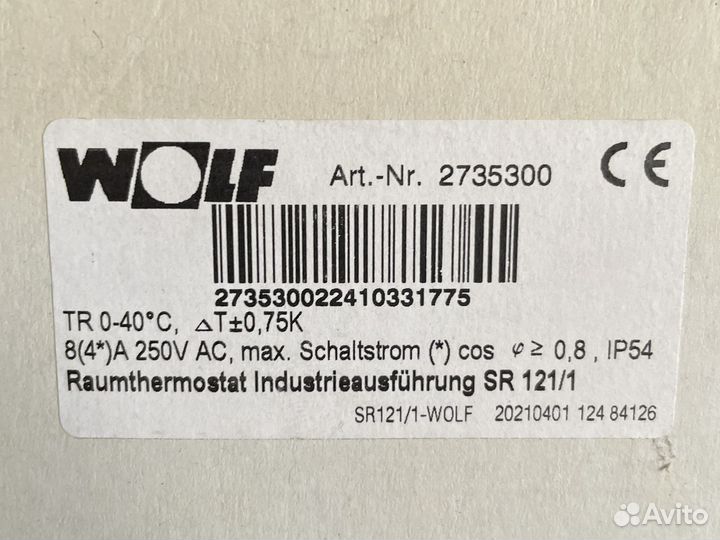 WOLF Art.-Nr. 2735300 CE
273530022410331775
TR 0-40°C, △T±0,75K
8(4*)A 250V AC, max. Schaltstrom (*) cos φ ≥ 0,8 , IP54
Raumthermostat Industrieausführung SR 121/1
SR121/1-WOLF 20210401 124 84126
Avito